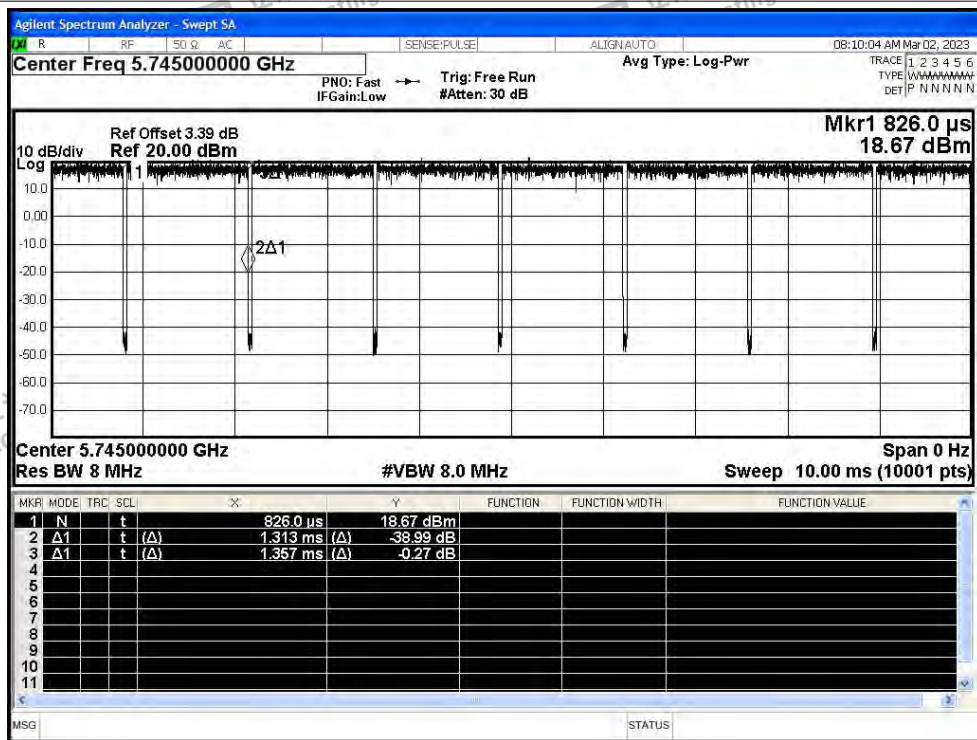 Agilent Spectrum Analyzer - Swept SA
R RF 50 Ω AC SENSE:PULSE ALIGN AUTO 08:10:04 AM Mar 02, 2023
Center Freq 5.745000000 GHz Avg Type: Log-Pwr TRACE 1 2 3 4 5 6
PNO: Fast Trig: Free Run TYPE
IFGain:Low #Atten: 30 dB DET P N N N N N
Ref Offset 3.39 dB Mkr1 826.0 µs
10 dB/div Ref 20.00 dBm 18.67 dBm
Log
1
10.0
0.00
-10.0
2Δ1
-20.0
-30.0
-40.0
-50.0
-60.0
-70.0
Center 5.745000000 GHz Span 0 Hz
Res BW 8 MHz #VBW 8.0 MHz Sweep 10.00 ms (10001 pts)
MKR MODE TRC SCL X Y FUNCTION FUNCTION WIDTH FUNCTION VALUE
1 N t 826.0 µs 18.67 dBm
2 Δ1 t (Δ) 1.313 ms (Δ) -38.99 dB
3 Δ1 t (Δ) 1.357 ms (Δ) -0.27 dB
4
5
6
7
8
9
10
11
MSG STATUS